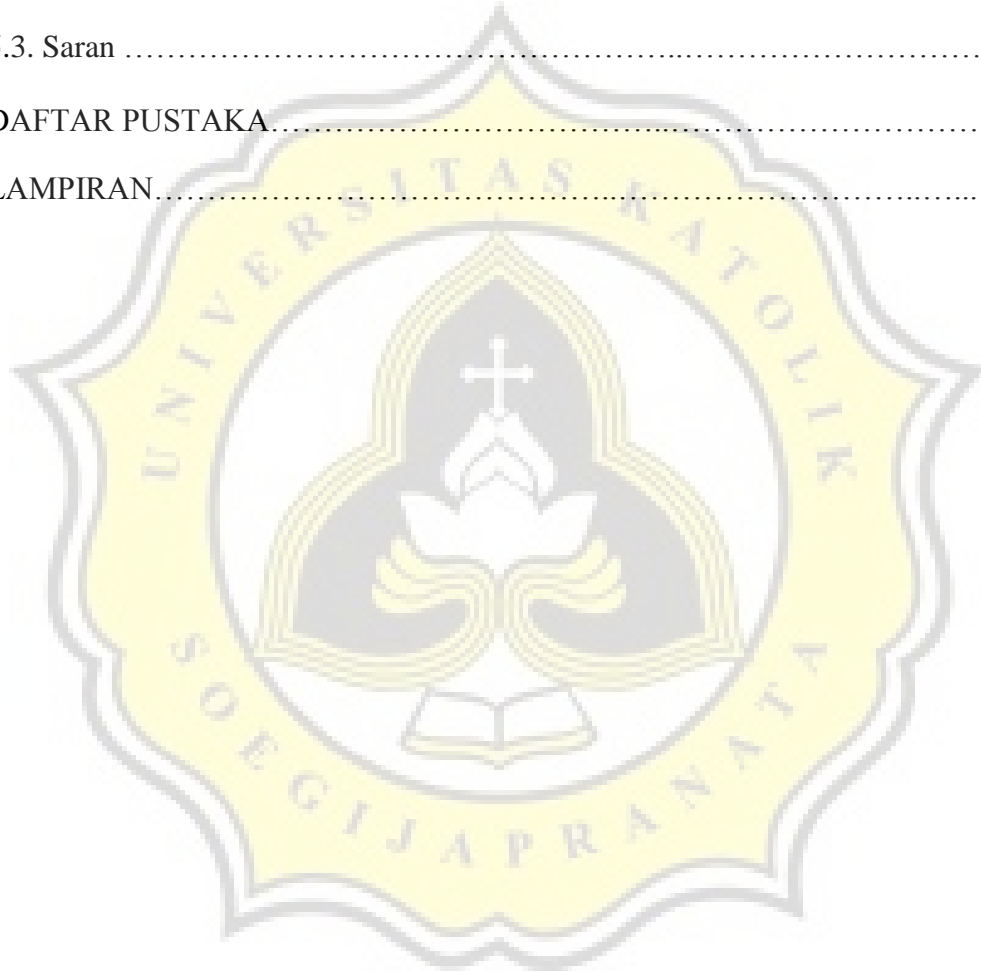 .3. Saran ……………………………………………..……………………….
DAFTAR PUSTAKA………………………………..………………………
LAMPIRAN……………………………………..……………………….…..
UNIVERSITAS KATOLIK
SOEGIJAPRANATA